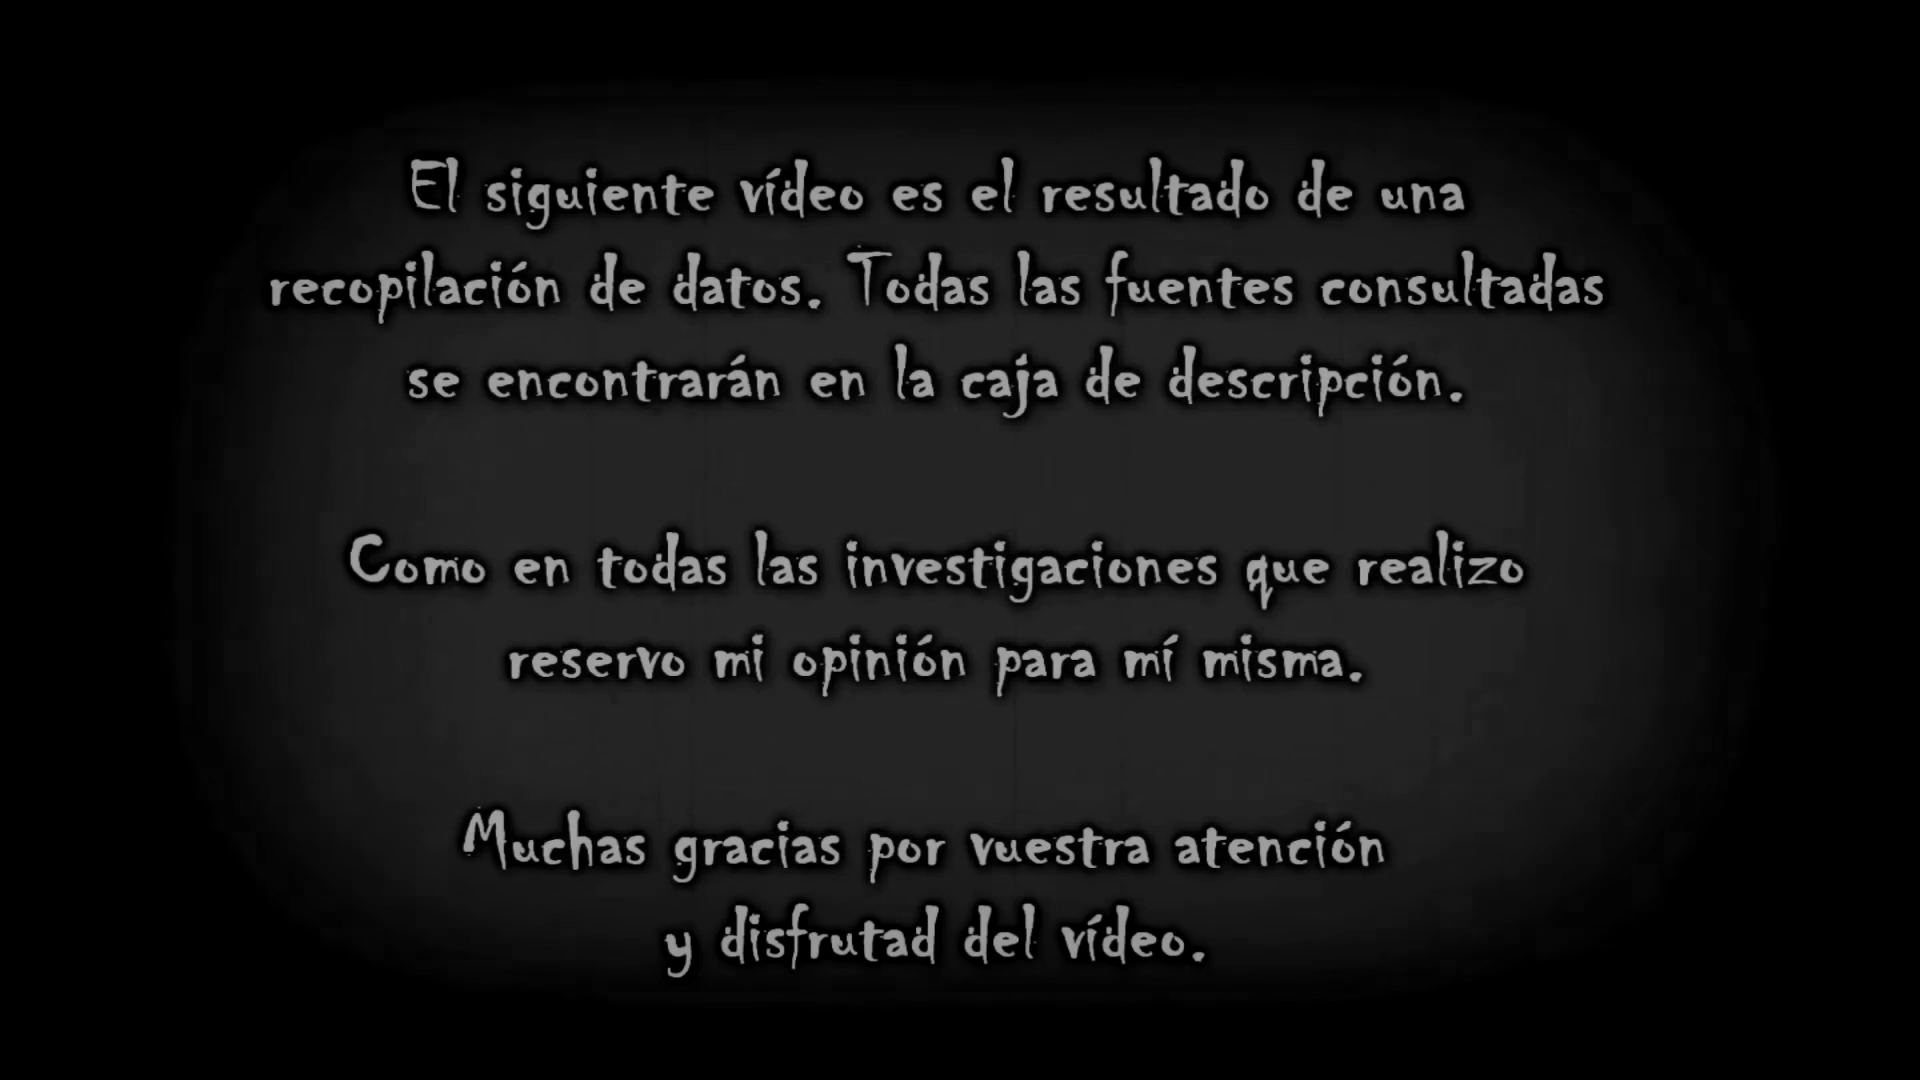 El siguiente vídeo es el resultado de una
recopilación de datos. Todas las fuentes consultadas
se encontrarán en la caja de descripción.
Como en todas las investigaciones que realizo
reservo mi opinión para mí misma.
Muchas gracias por vuestra atención
y disfrutad del vídeo.